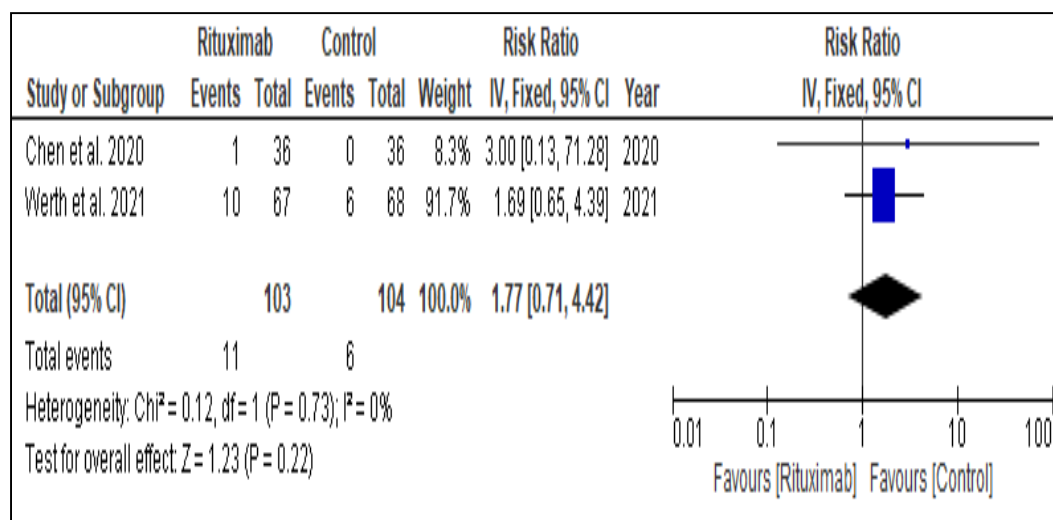 Rituximab Control Risk Ratio Risk Ratio
Study or Subgroup Events Total Events Total Weight IV, Fixed, 95% CI Year IV, Fixed, 95% CI
Chen et al. 2020 1 36 0 36 8.3% 3.00 [0.13, 71.28] 2020
Werth et al. 2021 10 67 6 68 91.7% 1.69 [0.65, 4.39] 2021
Total (95% CI) 103 104 100.0% 1.77 [0.71, 4.42]
Total events 11 6
Heterogeneity: Chi² = 0.12, df = 1 (P = 0.73); I² = 0%
Test for overall effect: Z = 1.23 (P = 0.22)
0.01 0.1 1 10 100
Favours [Rituximab] Favours [Control]